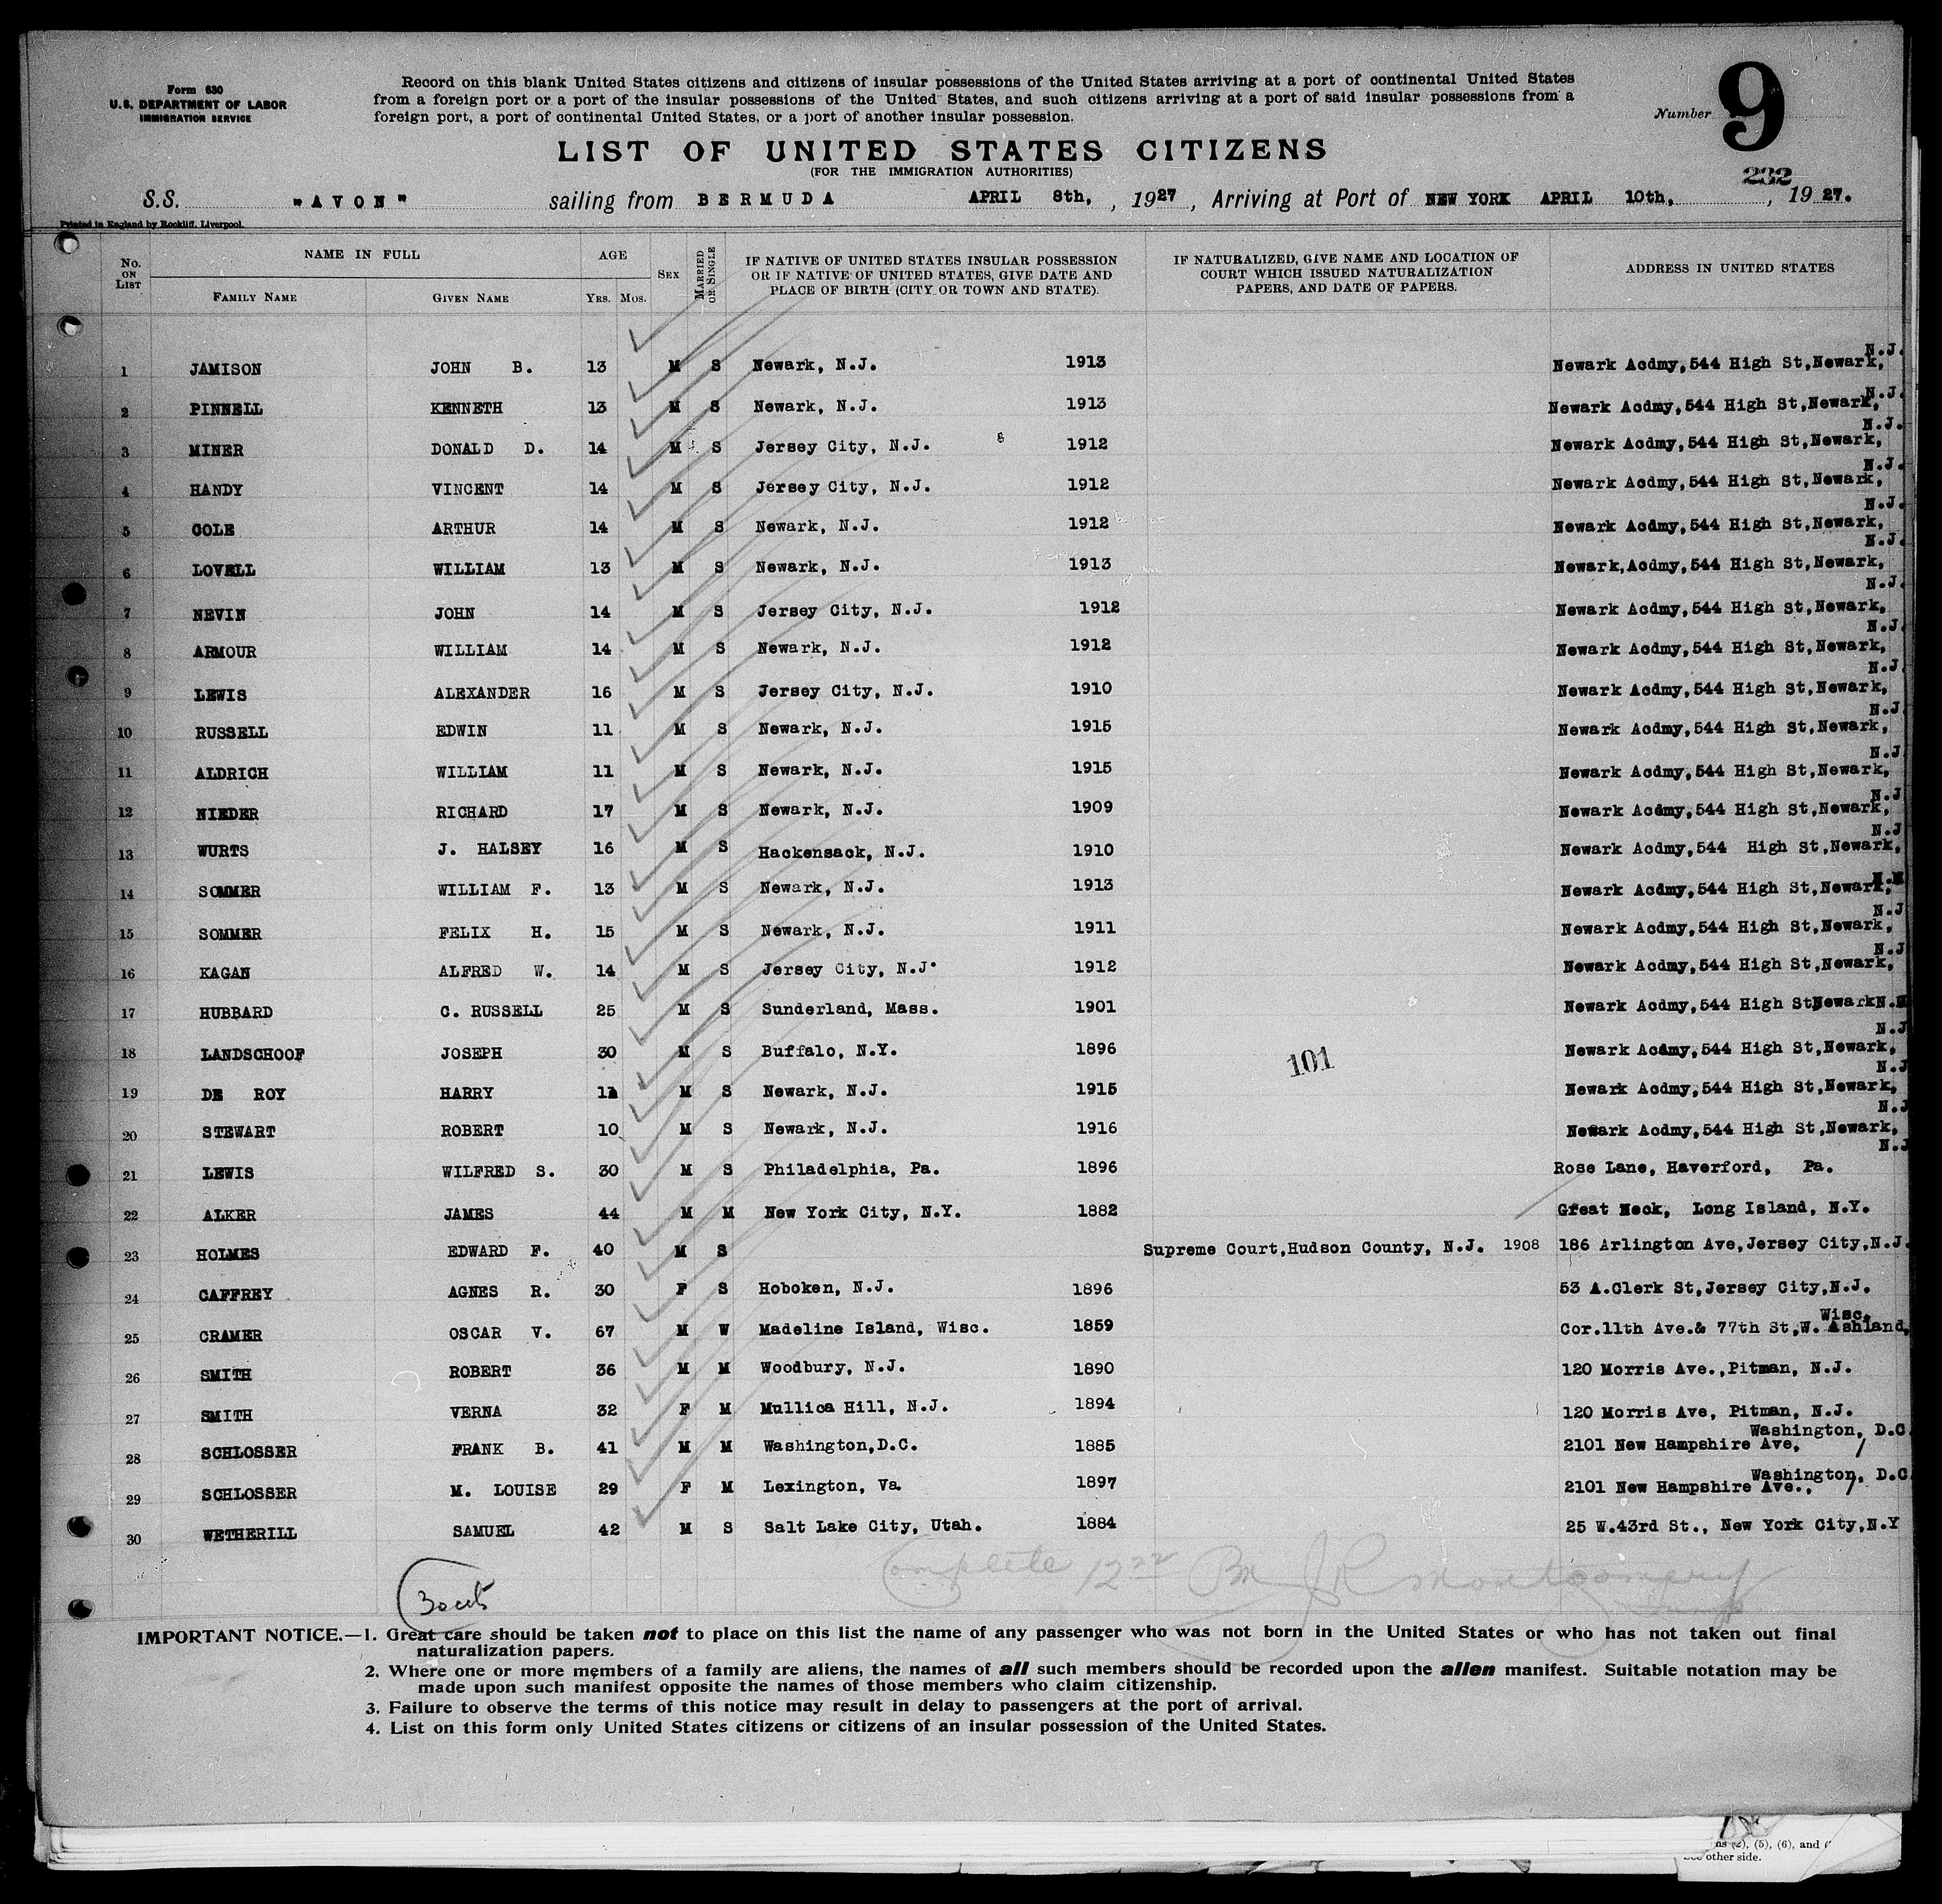 Form 630
U.S. DEPARTMENT OF LABOR
IMMIGRATION SERVICE
Record on this blank United States citizens and citizens of insular possessions of the United States arriving at a port of continental United States
from a foreign port or a port of the insular possessions of the United States, and such citizens arriving at a port of said insular possessions from a
foreign port, a port of continental United States, or a port of another insular possession.
Number 9
LIST OF UNITED STATES CITIZENS
(FOR THE IMMIGRATION AUTHORITIES)
232
S.S. "AVON" sailing from BERMUDA APRIL 8th, , 1927, Arriving at Port of NEW YORK APRIL 10th, , 19 27.
Printed in England by Rockliff, Liverpool.
No. ON LIST NAME IN FULL FAMILY NAME GIVEN NAME AGE YRS. MOS. SEX MARRIED OR SINGLE IF NATIVE OF UNITED STATES INSULAR POSSESSION OR IF NATIVE OF UNITED STATES, GIVE DATE AND PLACE OF BIRTH (CITY OR TOWN AND STATE). IF NATURALIZED, GIVE NAME AND LOCATION OF COURT WHICH ISSUED NATURALIZATION PAPERS, AND DATE OF PAPERS. ADDRESS IN UNITED STATES
1 JAMISON JOHN B. 13 M S Newark, N.J. 1913 Newark Acdmy,544 High St,Newark, N.J.
2 PINNELL KENNETH 13 M S Newark, N.J. 1913 Newark Acdmy,544 High St,Newark, N.J.
3 MINER DONALD D. 14 M S Jersey City, N.J. 1912 Newark Acdmy,544 High St,Newark, N.J.
4 HANDY VINCENT 14 M S Jersey City, N.J. 1912 Newark Acdmy,544 High St,Newark, N.J.
5 COLE ARTHUR 14 M S Newark, N.J. 1912 Newark Acdmy,544 High St,Newark, N.J.
6 LOVELL WILLIAM 13 M S Newark, N.J. 1913 Newark,Acdmy,544 High St,Newark, N.J.
7 NEVIN JOHN 14 M S Jersey City, N.J. 1912 Newark Acdmy,544 High St,Newark, N.J.
8 ARMOUR WILLIAM 14 M S Newark, N.J. 1912 Newark Acdmy,544 High St,Newark, N.J.
9 LEWIS ALEXANDER 16 M S Jersey City, N.J. 1910 Newark Acdmy,544 High St,Newark, N.J
10 RUSSELL EDWIN 11 M S Newark, N.J. 1915 Newark Acdmy,544 High St,Newark, N.J
11 ALDRICH WILLIAM 11 M S Newark, N.J. 1915 Newark Acdmy,544 High St,Newark, N.J
12 NIEDER RICHARD 17 M S Newark, N.J. 1909 Newark Acdmy,544 High St,Newark, N.J
13 WURTS J. HALSEY 16 M S Hackensack, N.J. 1910 Newark Acdmy,544 High St,Newark, N.J
14 SOMMER WILLIAM F. 13 M S Newark, N.J. 1913 Newark Acdmy,544 High St,Newark,
15 SOMMER FELIX H. 15 M S Newark, N.J. 1911 Newark Acdmy,544 High St,Newark, N.J
16 KAGAN ALFRED W. 14 M S Jersey City, N.J. 1912 Newark Acdmy,544 High St,Newark, N.J
17 HUBBARD C. RUSSELL 25 M S Sunderland, Mass. 1901 Newark Acdmy,544 High St,Newark
18 LANDSCHOOF JOSEPH 30 M S Buffalo, N.Y. 1896 Newark Acdmy,544 High St,Newark, N.J
101
19 DE ROY HARRY M S Newark, N.J. 1915 Newark Acdmy,544 High St,Newark, N.J
20 STEWART ROBERT 10 M S Newark, N.J. 1916 Newark Acdmy,544 High St,Newark, N.J
N.J
21 LEWIS WILFRED S. 30 M S Philadelphia, Pa. 1896 Rose Lane, Haverford, Pa.
22 ALKER JAMES 44 M M New York City, N.Y. 1882 Great Neck, Long Island, N.Y.
23 HOLMES EDWARD F. 40 M S Supreme Court,Hudson County, N.J. 1908 186 Arlington Ave,Jersey City,N.J.
24 CAFFREY AGNES R. 30 F S Hoboken, N.J. 1896 53 A.Clerk St,Jersey City,N.J.
25 CRAMER OSCAR V. 67 M W Madeline Island, Wisc. 1859 Cor.11th Ave.& 77th St,W. Ashland, Wisc.
26 SMITH ROBERT 36 M M Woodbury, N.J. 1890 120 Morris Ave.,Pitman, N.J.
27 SMITH VERNA 32 F M Mullica Hill, N.J. 1894 120 Morris Ave, Pitman, N.J.
28 SCHLOSSER FRANK B. 41 M M Washington,D.C. 1885 2101 New Hampshire Ave, Washington, D.C.
29 SCHLOSSER M. LOUISE 29 F M Lexington, Va. 1897 2101 New Hampshire Ave., Washington, D.C
30 WETHERILL SAMUEL 42 M S Salt Lake City, Utah. 1884 25 W.43rd St., New York City,N.Y
Complete 12 JR Montgomery
IMPORTANT NOTICE.—1. Great care should be taken not to place on this list the name of any passenger who was not born in the United States or who has not taken out final
naturalization papers.
2. Where one or more members of a family are aliens, the names of all such members should be recorded upon the alien manifest. Suitable notation may be
made upon such manifest opposite the names of those members who claim citizenship.
3. Failure to observe the terms of this notice may result in delay to passengers at the port of arrival.
4. List on this form only United States citizens or citizens of an insular possession of the United States.
(2), (5), (6), and
other side.